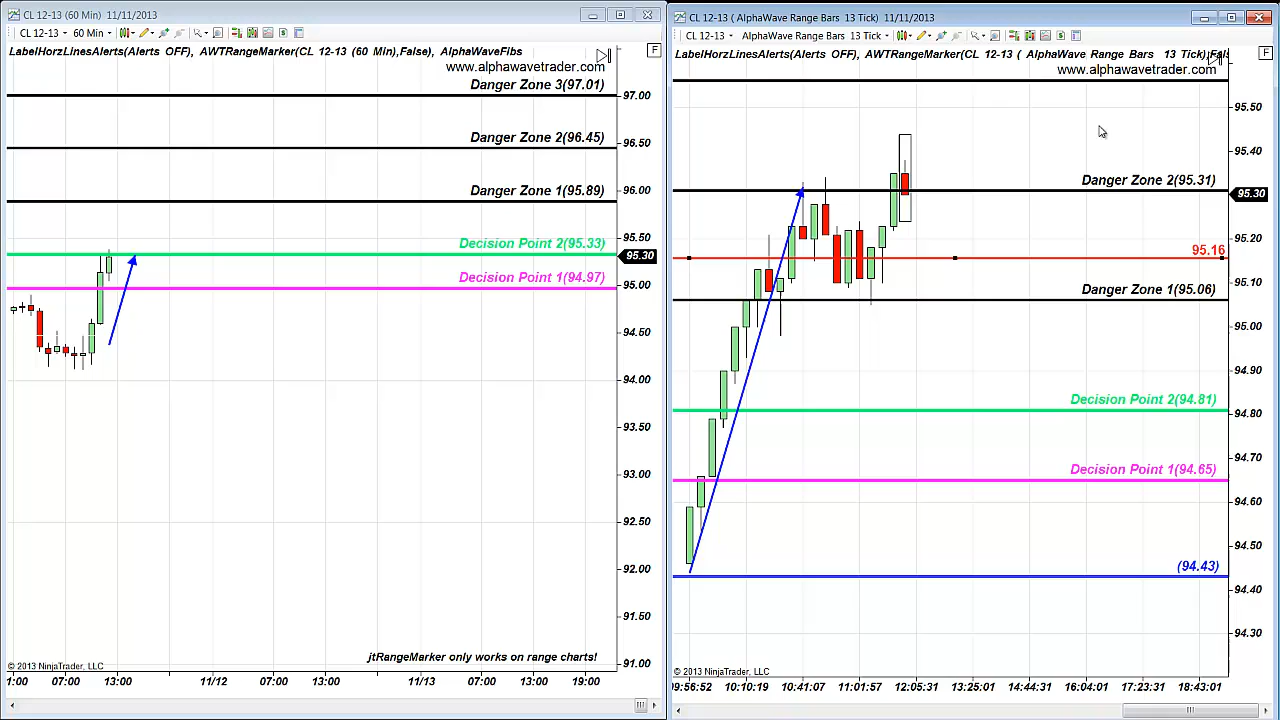 CL 12-13 (60 Min)  11/11/2013
CL 12-13
60 Min
LabelHorzLinesAlerts(Alerts OFF), AWTRangeMarker(CL 12-13 (60 Min),False), AlphaWaveFibs
F
www.alphawavetrader.com
Danger Zone 3(97.01)
97.00
Danger Zone 2(96.45)
96.50
Danger Zone 1(95.89)
96.00
Decision Point 2(95.33)
95.50
95.30
Decision Point 1(94.97)
95.00
94.50
94.00
93.50
93.00
92.50
92.00
91.50
jtRangeMarker only works on range charts!
91.00
© 2013 NinjaTrader, LLC
1:00 07:00 13:00 11/12 07:00 13:00 11/13 07:00 13:00 19:00
CL 12-13 ( AlphaWave Range Bars  13 Tick)  11/11/2013
CL 12-13
AlphaWave Range Bars  13 Tick
LabelHorzLinesAlerts(Alerts OFF), AWTRangeMarker(CL 12-13 ( AlphaWave Range Bars  13 Tick),Fals
F
www.alphawavetrader.com
95.50
95.40
Danger Zone 2(95.31)
95.30
95.20
95.16
Danger Zone 1(95.06)
95.10
95.00
94.90
Decision Point 2(94.81)
94.80
94.70
Decision Point 1(94.65)
94.60
94.50
(94.43)
94.40
94.30
© 2013 NinjaTrader, LLC
09:56:52 10:10:19 10:41:07 11:01:57 12:05:31 13:25:01 14:44:31 16:04:01 17:23:31 18:43:01